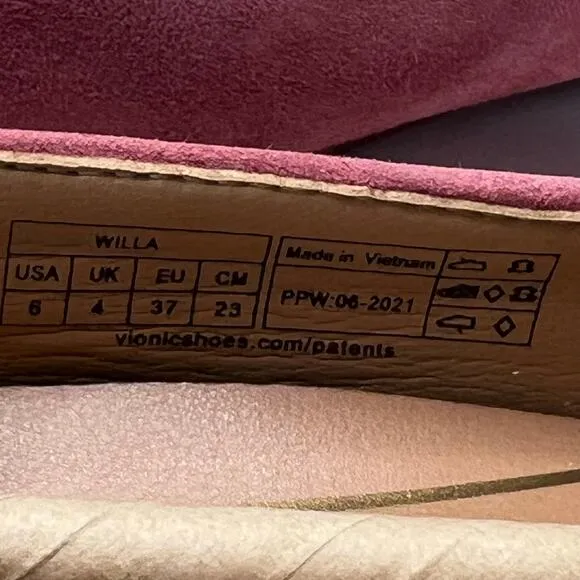 WILLA
USA UK EU CM
6 4 37 23
Made in Vietnam
PPW:06-2021
vionicshoes.com/patents